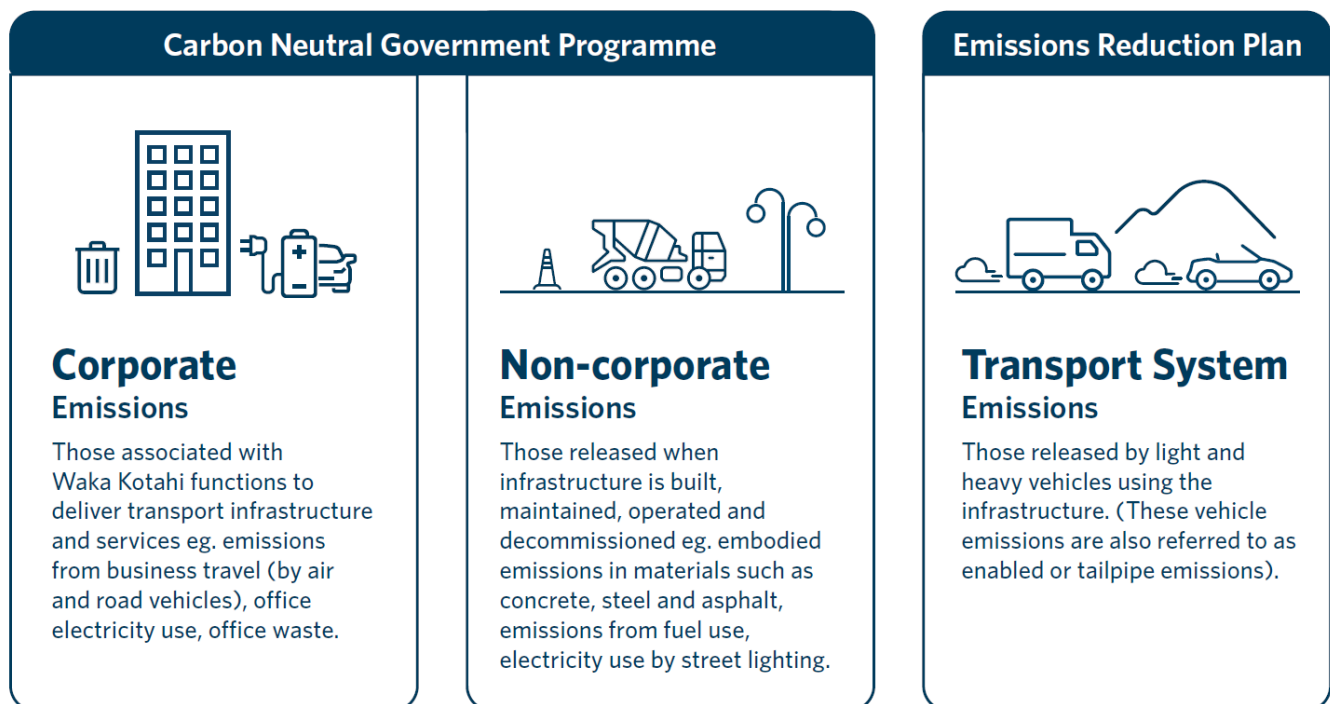 Carbon Neutral Government Programme
Corporate
Emissions
Those associated with
Waka Kotahi functions to
deliver transport infrastructure
and services eg. emissions
from business travel (by air
and road vehicles), office
electricity use, office waste.
Non-corporate
Emissions
Those released when
infrastructure is built,
maintained, operated and
decommissioned eg. embodied
emissions in materials such as
concrete, steel and asphalt,
emissions from fuel use,
electricity use by street lighting.
Emissions Reduction Plan
Transport System
Emissions
Those released by light and
heavy vehicles using the
infrastructure. (These vehicle
emissions are also referred to as
enabled or tailpipe emissions).